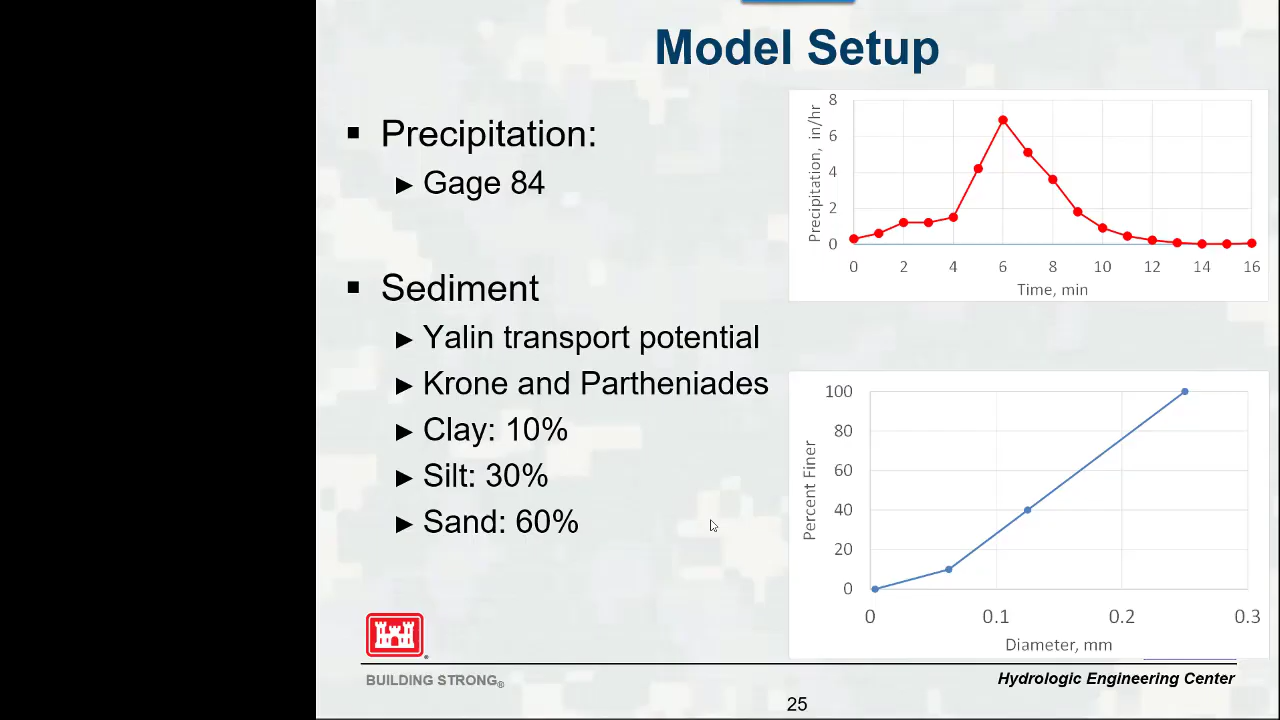 Model Setup
Precipitation:
Gage 84
Sediment
Yalin transport potential
Krone and Partheniades
Clay: 10%
Silt: 30%
Sand: 60%
Precipitation, in/hr
8
6
4
2
0
0 2 4 6 8 10 12 14 16
Time, min
Percent Finer
100
80
60
40
20
0
0 0.1 0.2 0.3
Diameter, mm
BUILDING STRONG®
Hydrologic Engineering Center
25